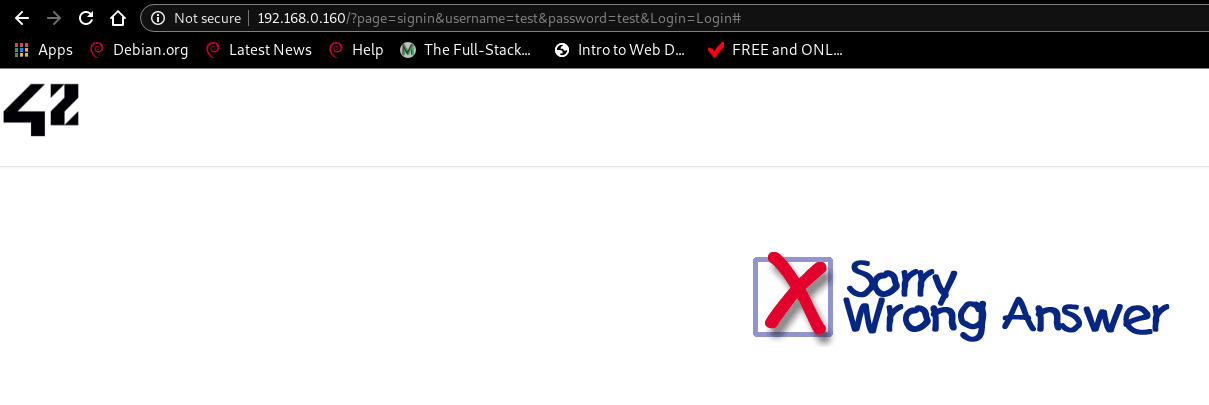 Not secure 192.168.0.160/?page=signin&username=test&password=test&Login=Login#
Apps Debian.org Latest News Help The Full-Stack... Intro to Web D... FREE and ONL...
42
Sorry
Wrong Answer